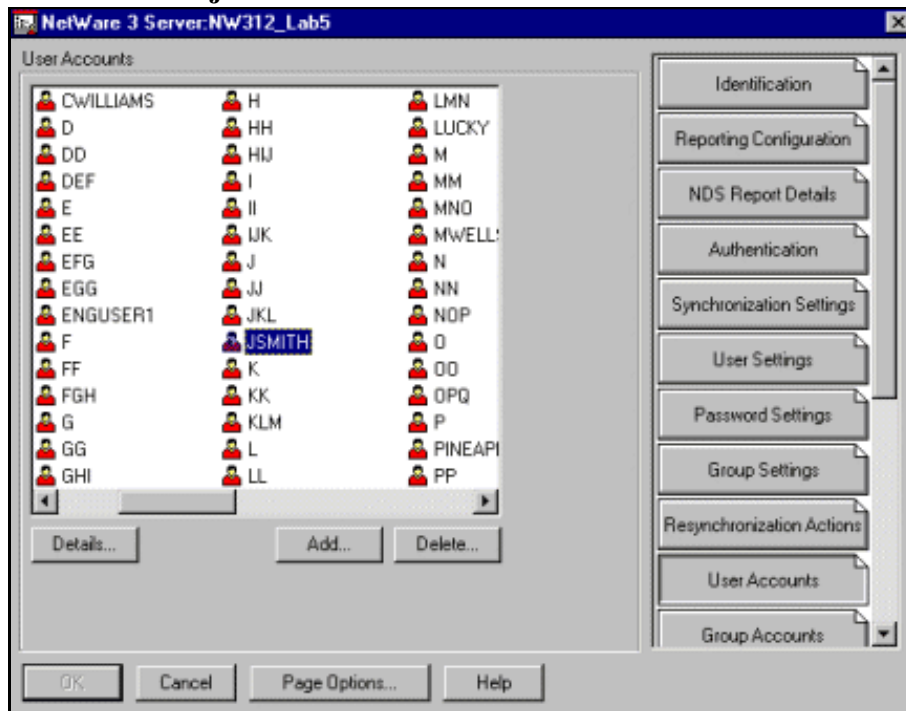 NetWare 3 Server:NW312_Lab5
User Accounts
CWILLIAMS
D
DD
DEF
E
EE
EFG
EGG
ENGUSER1
F
FF
FGH
G
GG
GHI
H
HH
HIJ
I
II
IJK
J
JJ
JKL
JSMITH
K
KK
KLM
L
LL
LMN
LUCKY
M
MM
MNO
MWELL
N
NN
NOP
O
OO
OPQ
P
PINEAP
PP
Details...
Add...
Delete...
Identification
Reporting Configuration
NDS Report Details
Authentication
Synchronization Settings
User Settings
Password Settings
Group Settings
Resynchronization Actions
User Accounts
Group Accounts
OK
Cancel
Page Options...
Help